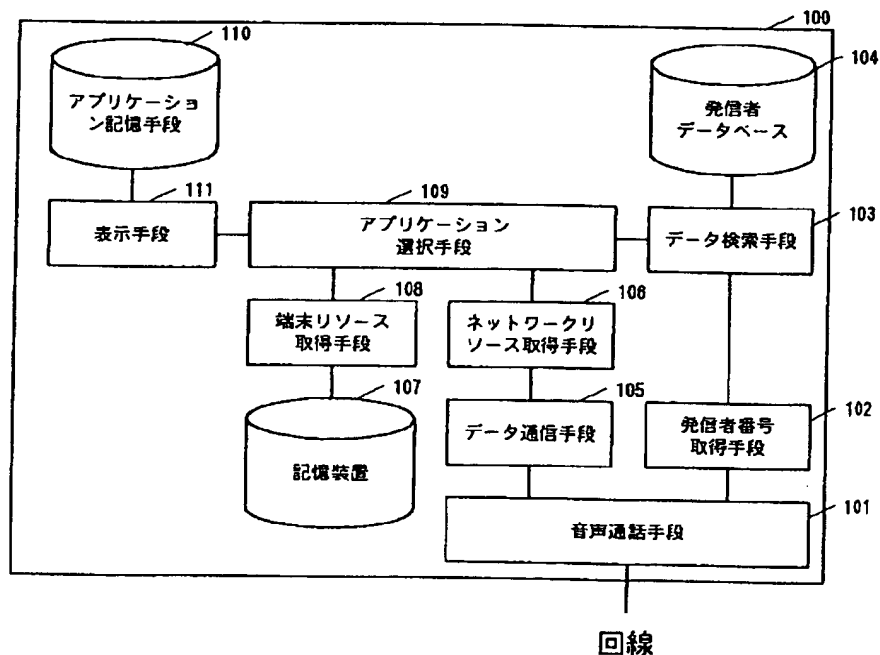 100
110
アプリケーショ
ン記憶手段
104
発信者
データベース
111
表示手段
109
アプリケーション
選択手段
103
データ検索手段
108
端末リソース
取得手段
106
ネットワークリ
ソース取得手段
107
記憶装置
105
データ通信手段
102
発信者番号
取得手段
101
音声通話手段
回線